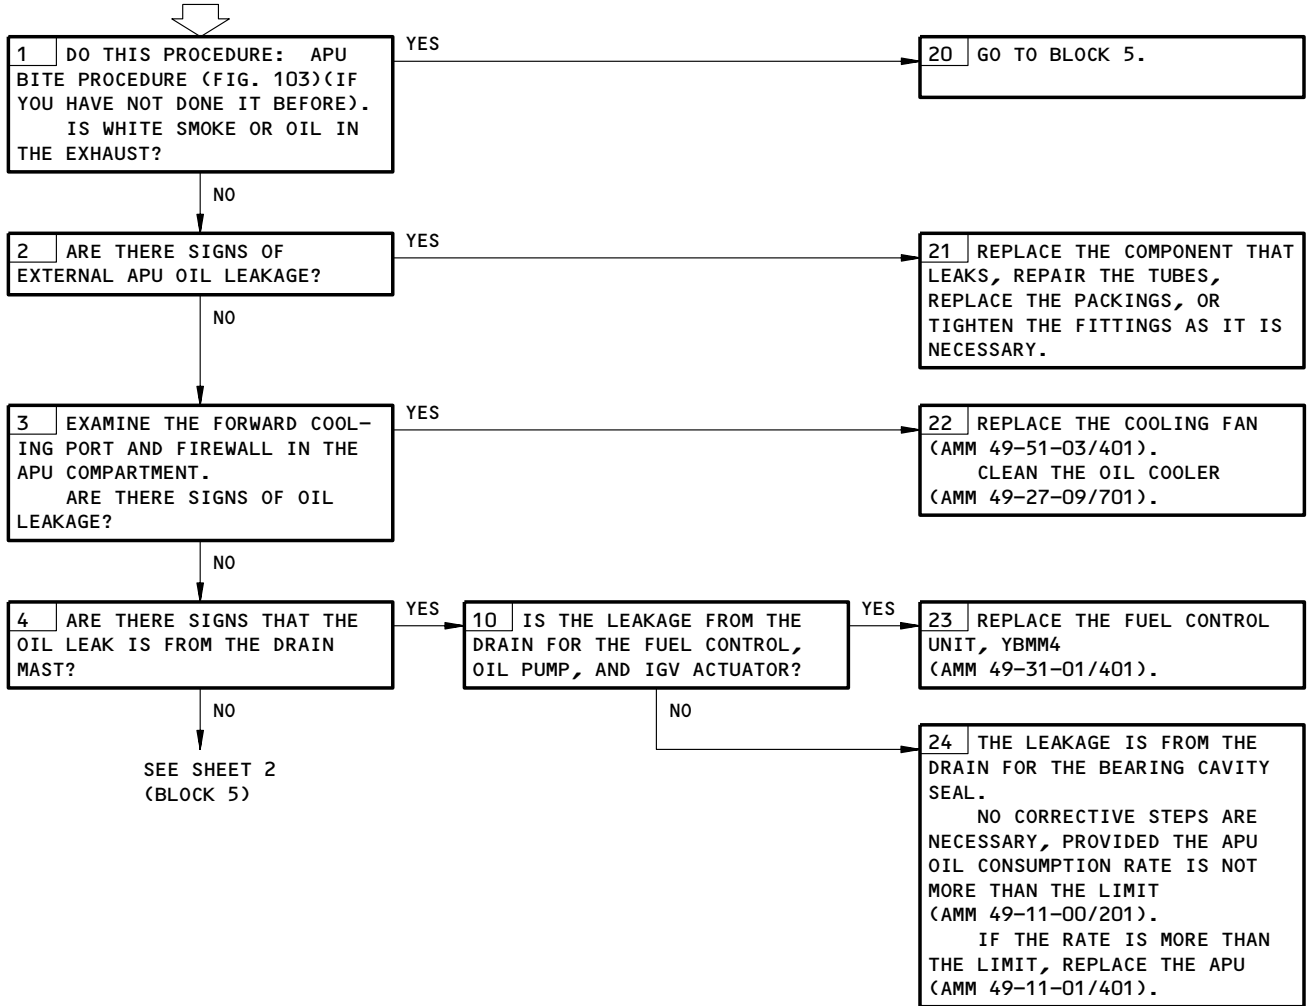 1 DO THIS PROCEDURE: APU
BITE PROCEDURE (FIG. 103)(IF
YOU HAVE NOT DONE IT BEFORE).
IS WHITE SMOKE OR OIL IN
THE EXHAUST?
YES
20 GO TO BLOCK 5.
NO
2 ARE THERE SIGNS OF
EXTERNAL APU OIL LEAKAGE?
YES
21 REPLACE THE COMPONENT THAT
LEAKS, REPAIR THE TUBES,
REPLACE THE PACKINGS, OR
TIGHTEN THE FITTINGS AS IT IS
NECESSARY.
NO
3 EXAMINE THE FORWARD COOL-
ING PORT AND FIREWALL IN THE
APU COMPARTMENT.
ARE THERE SIGNS OF OIL
LEAKAGE?
YES
22 REPLACE THE COOLING FAN
(AMM 49-51-03/401).
CLEAN THE OIL COOLER
(AMM 49-27-09/701).
NO
4 ARE THERE SIGNS THAT THE
OIL LEAK IS FROM THE DRAIN
MAST?
YES
10 IS THE LEAKAGE FROM THE
DRAIN FOR THE FUEL CONTROL,
OIL PUMP, AND IGV ACTUATOR?
YES
23 REPLACE THE FUEL CONTROL
UNIT, YBMM4
(AMM 49-31-01/401).
NO
SEE SHEET 2
(BLOCK 5)
NO
24 THE LEAKAGE IS FROM THE
DRAIN FOR THE BEARING CAVITY
SEAL.
NO CORRECTIVE STEPS ARE
NECESSARY, PROVIDED THE APU
OIL CONSUMPTION RATE IS NOT
MORE THAN THE LIMIT
(AMM 49-11-00/201).
IF THE RATE IS MORE THAN
THE LIMIT, REPLACE THE APU
(AMM 49-11-01/401).